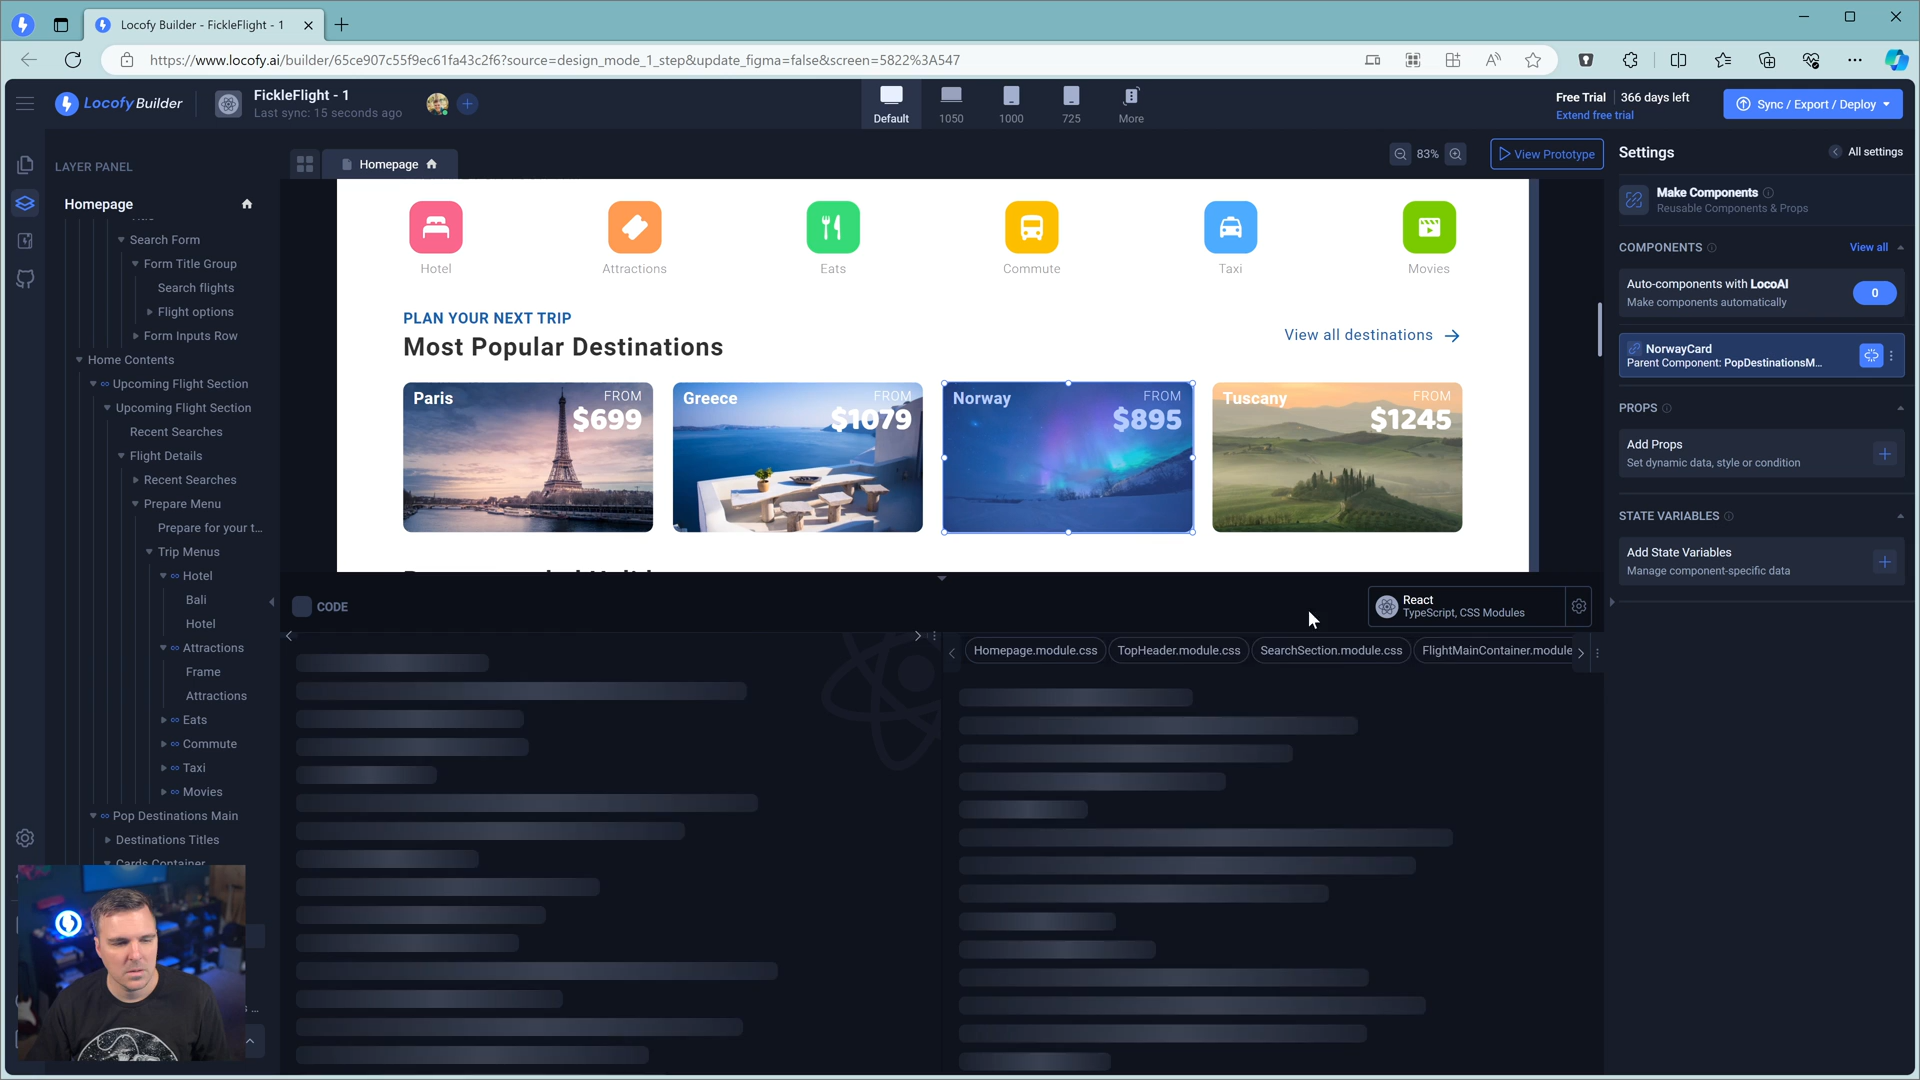 Locofy Builder - FickleFlight - 1
https://www.locofy.ai/builder/65ce907c55f9ec61fa43c2f6?source=design_mode_1_step&update_figma=false&screen=5822%3A547
Locofy Builder
FickleFlight - 1
Last sync: 15 seconds ago
Default
1050
1000
725
More
Free Trial
366 days left
Extend free trial
Sync / Export / Deploy
LAYER PANEL
Homepage
Search Form
Form Title Group
Search flights
Flight options
Form Inputs Row
Home Contents
Upcoming Flight Section
Upcoming Flight Section
Recent Searches
Flight Details
Recent Searches
Prepare Menu
Prepare for your t...
Trip Menus
Hotel
Bali
Hotel
Attractions
Frame
Attractions
Eats
Commute
Taxi
Movies
Pop Destinations Main
Destinations Titles
Cards Container
Homepage
83%
View Prototype
Hotel
Attractions
Eats
Commute
Taxi
Movies
PLAN YOUR NEXT TRIP
Most Popular Destinations
View all destinations
Paris
FROM
$699
Greece
FROM
$1079
Norway
FROM
$895
Tuscany
FROM
$1245
CODE
React
TypeScript, CSS Modules
Homepage.module.css
TopHeader.module.css
SearchSection.module.css
FlightMainContainer.module
Settings
All settings
Make Components
Reusable Components & Props
COMPONENTS
View all
Auto-components with LocoAI
Make components automatically
0
NorwayCard
Parent Component: PopDestinationsM...
PROPS
Add Props
Set dynamic data, style or condition
STATE VARIABLES
Add State Variables
Manage component-specific data